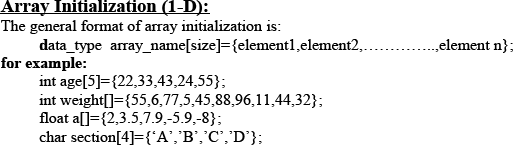 Array Initialization (1-D):
The general format of array initialization is:
data_type array_name[size]={element1,element2,…………..,element n};
for example:
int age[5]={22,33,43,24,55};
int weight[]={55,6,77,5,45,88,96,11,44,32};
float a[]={2,3.5,7.9,-5.9,-8};
char section[4]={‘A’,’B’,’C’,’D’};